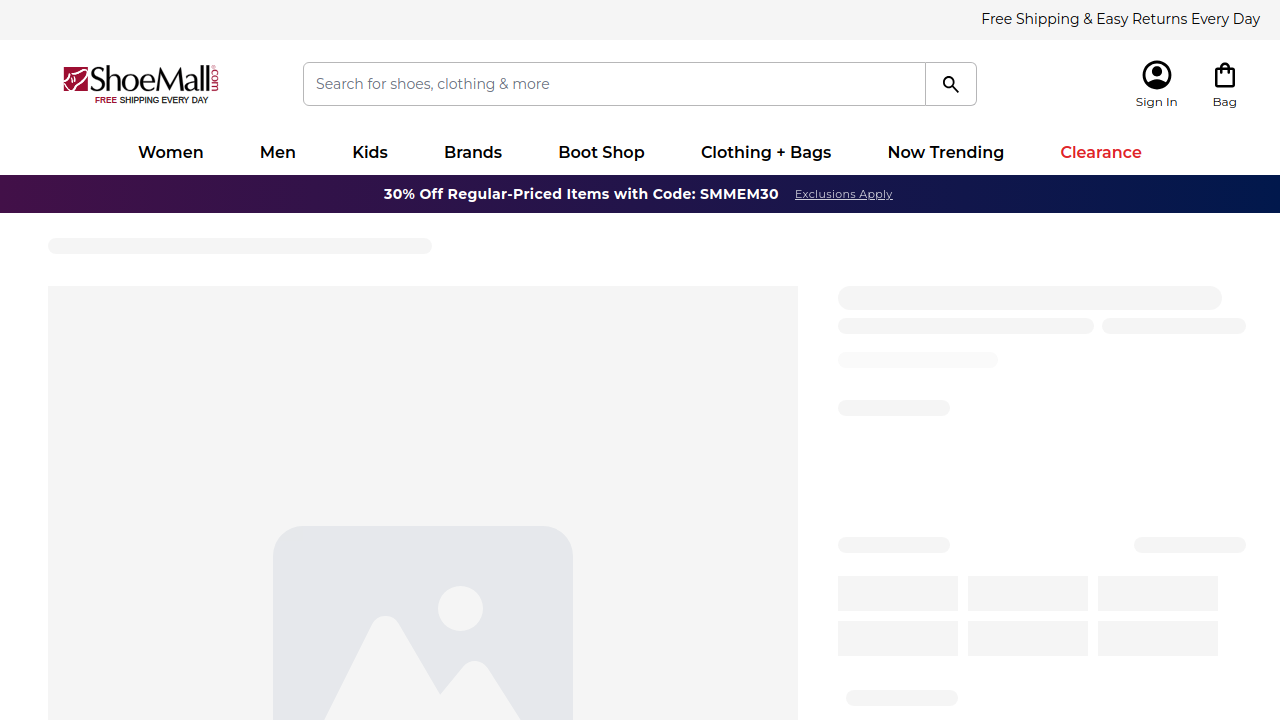 Free Shipping & Easy Returns Every Day
ShoeMall.com
FREE SHIPPING EVERY DAY
Search for shoes, clothing & more
Sign In
Bag
Women Men Kids Brands Boot Shop Clothing + Bags Now Trending Clearance
30% Off Regular-Priced Items with Code: SMMEM30 Exclusions Apply